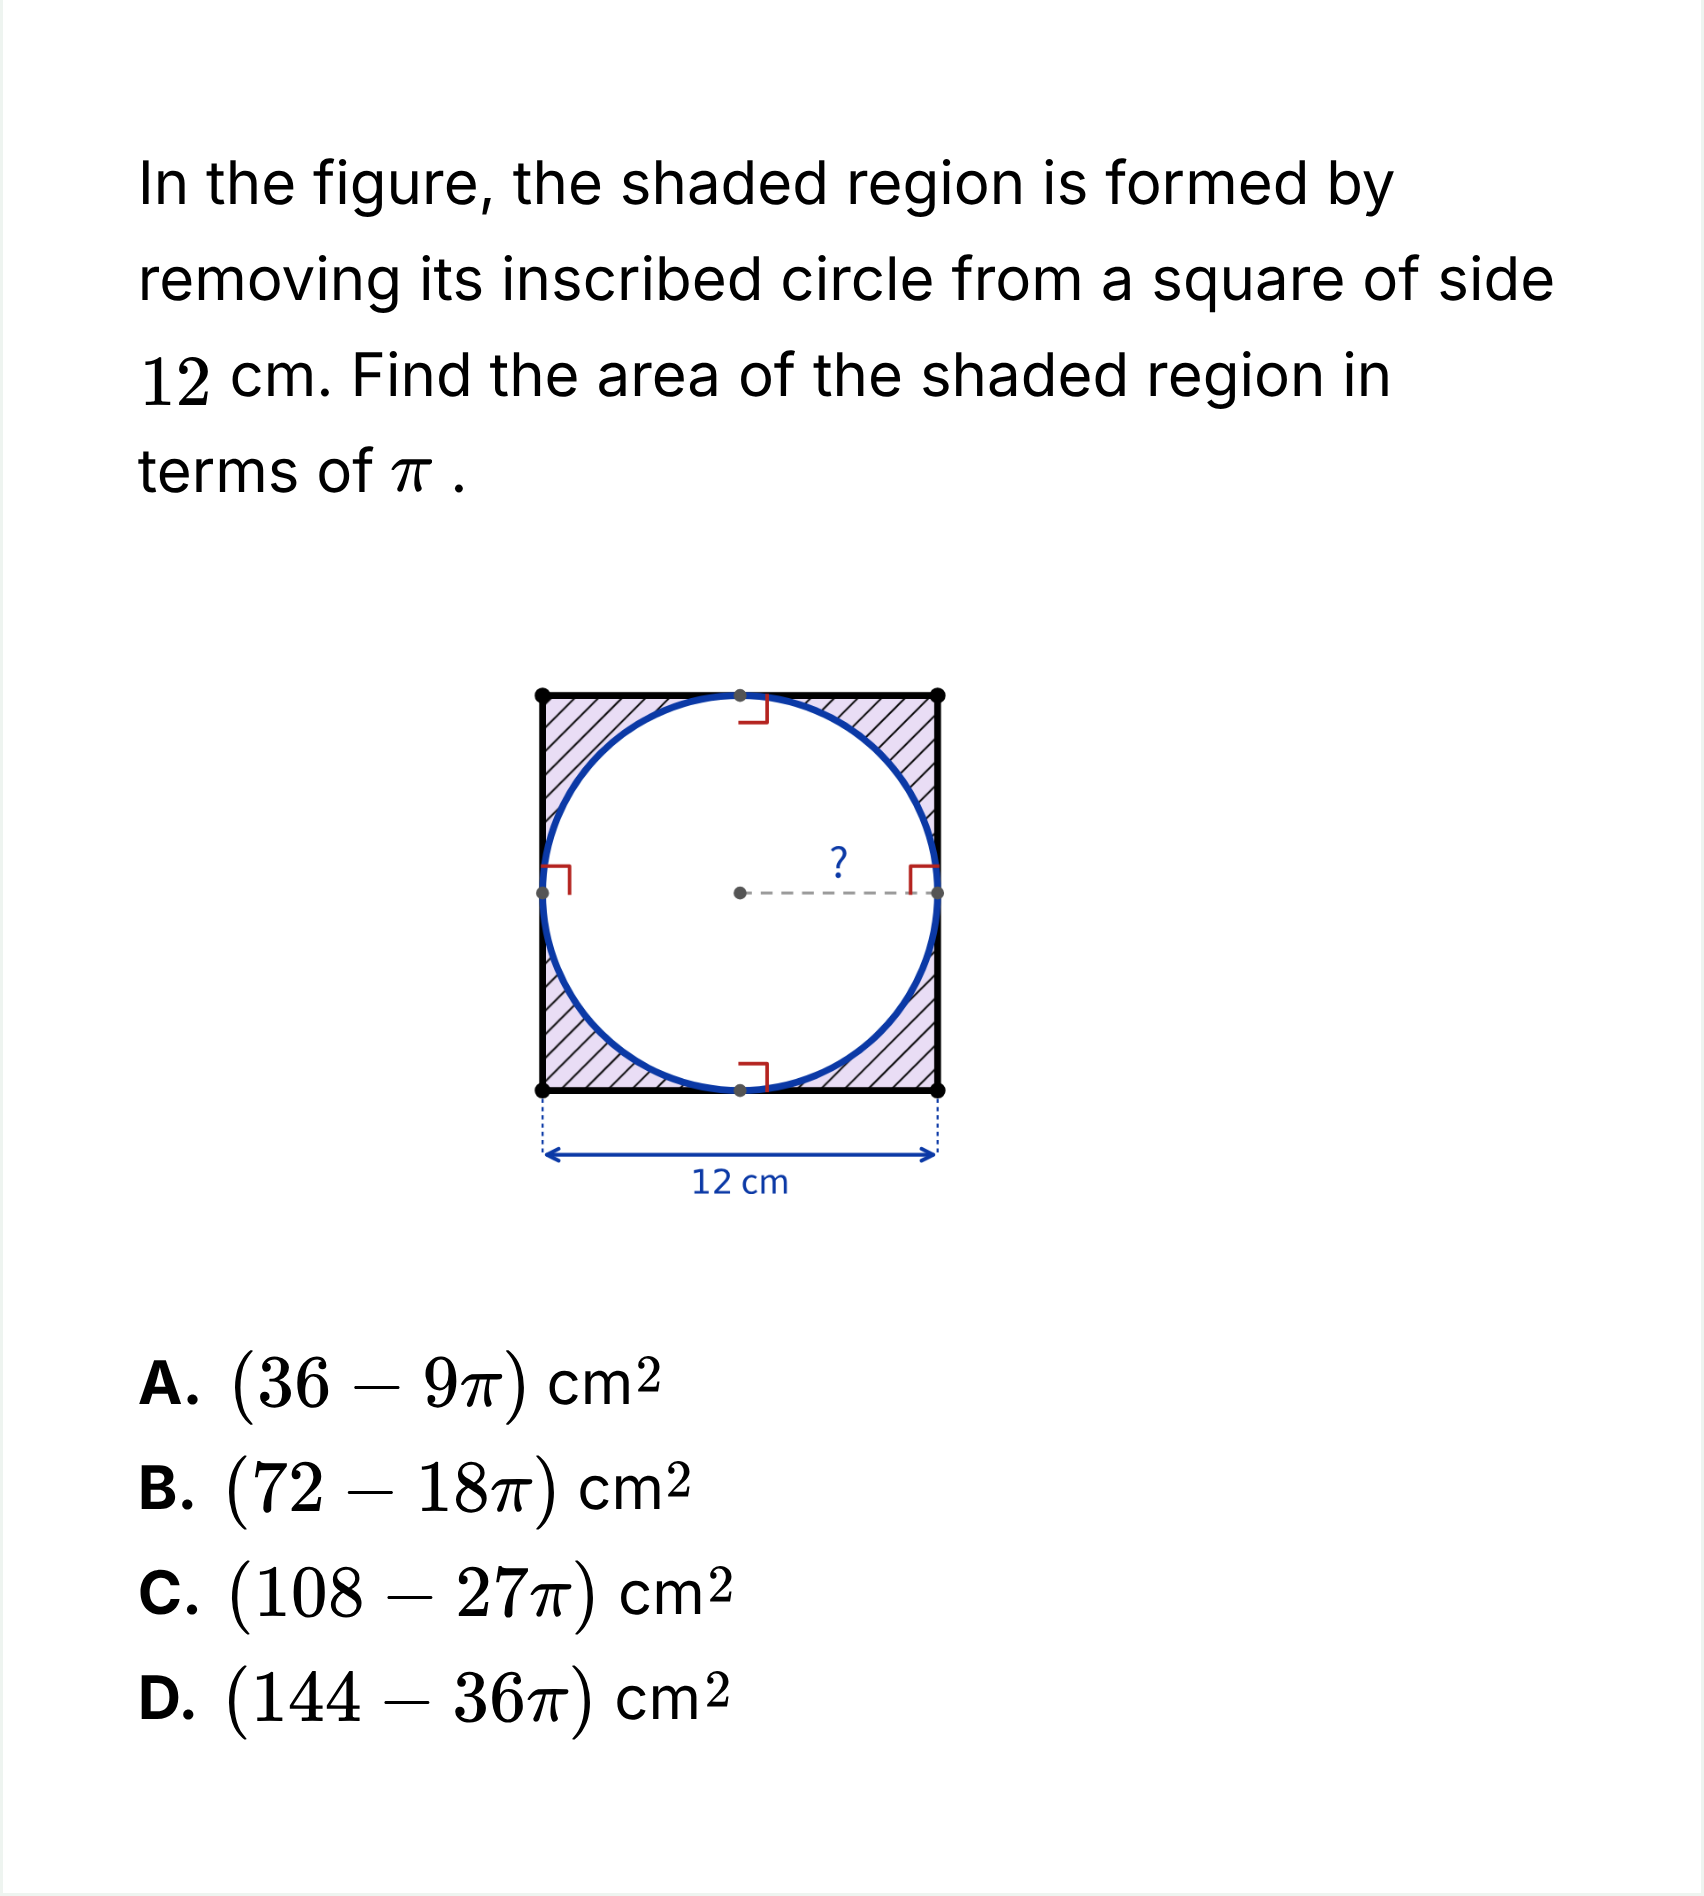 In the figure, the shaded region is formed by
removing its inscribed circle from a square of side
12 cm. Find the area of the shaded region in
terms of π .
?
12 cm
A. (36 − 9π) cm²
B. (72 − 18π) cm²
C. (108 − 27π) cm²
D. (144 − 36π) cm²